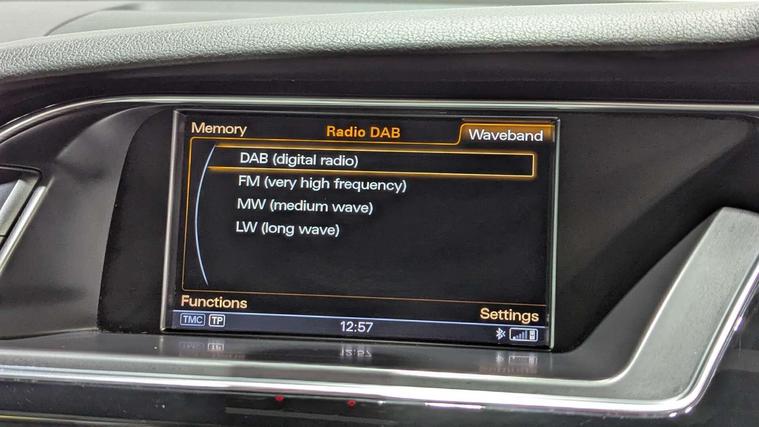 Memory
Radio DAB
Waveband
DAB (digital radio)
FM (very high frequency)
MW (medium wave)
LW (long wave)
Functions
Settings
TMC TP
12:57